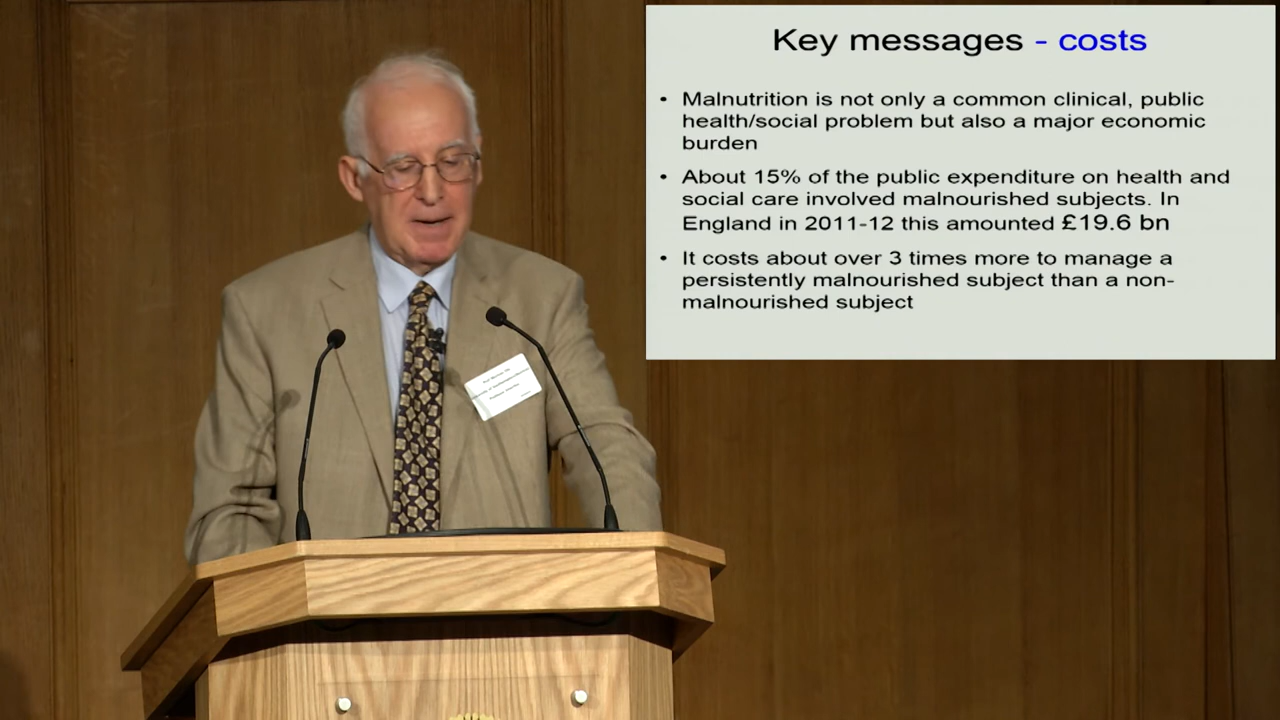 Key messages - costs
• Malnutrition is not only a common clinical, public
health/social problem but also a major economic
burden
• About 15% of the public expenditure on health and
social care involved malnourished subjects. In
England in 2011-12 this amounted £19.6 bn
• It costs about over 3 times more to manage a
persistently malnourished subject than a non-
malnourished subject